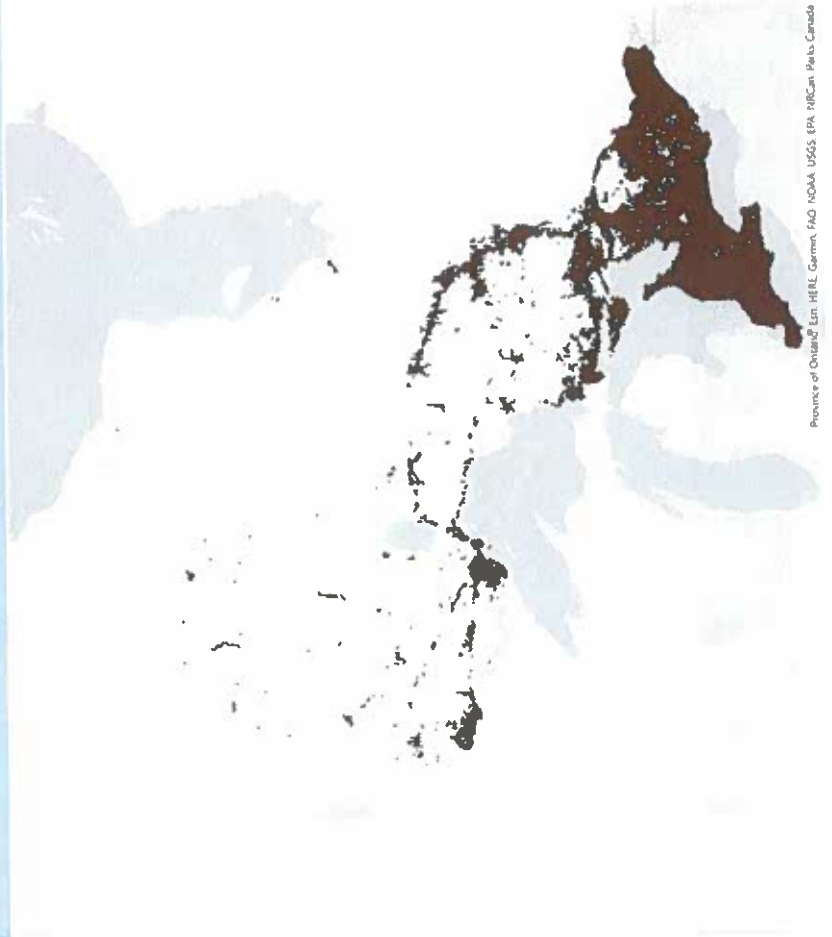 Province of Ontario, Esri, HERE, Garmin, FAO, NOAA, USGS, EPA, NRCan, Parks Canada